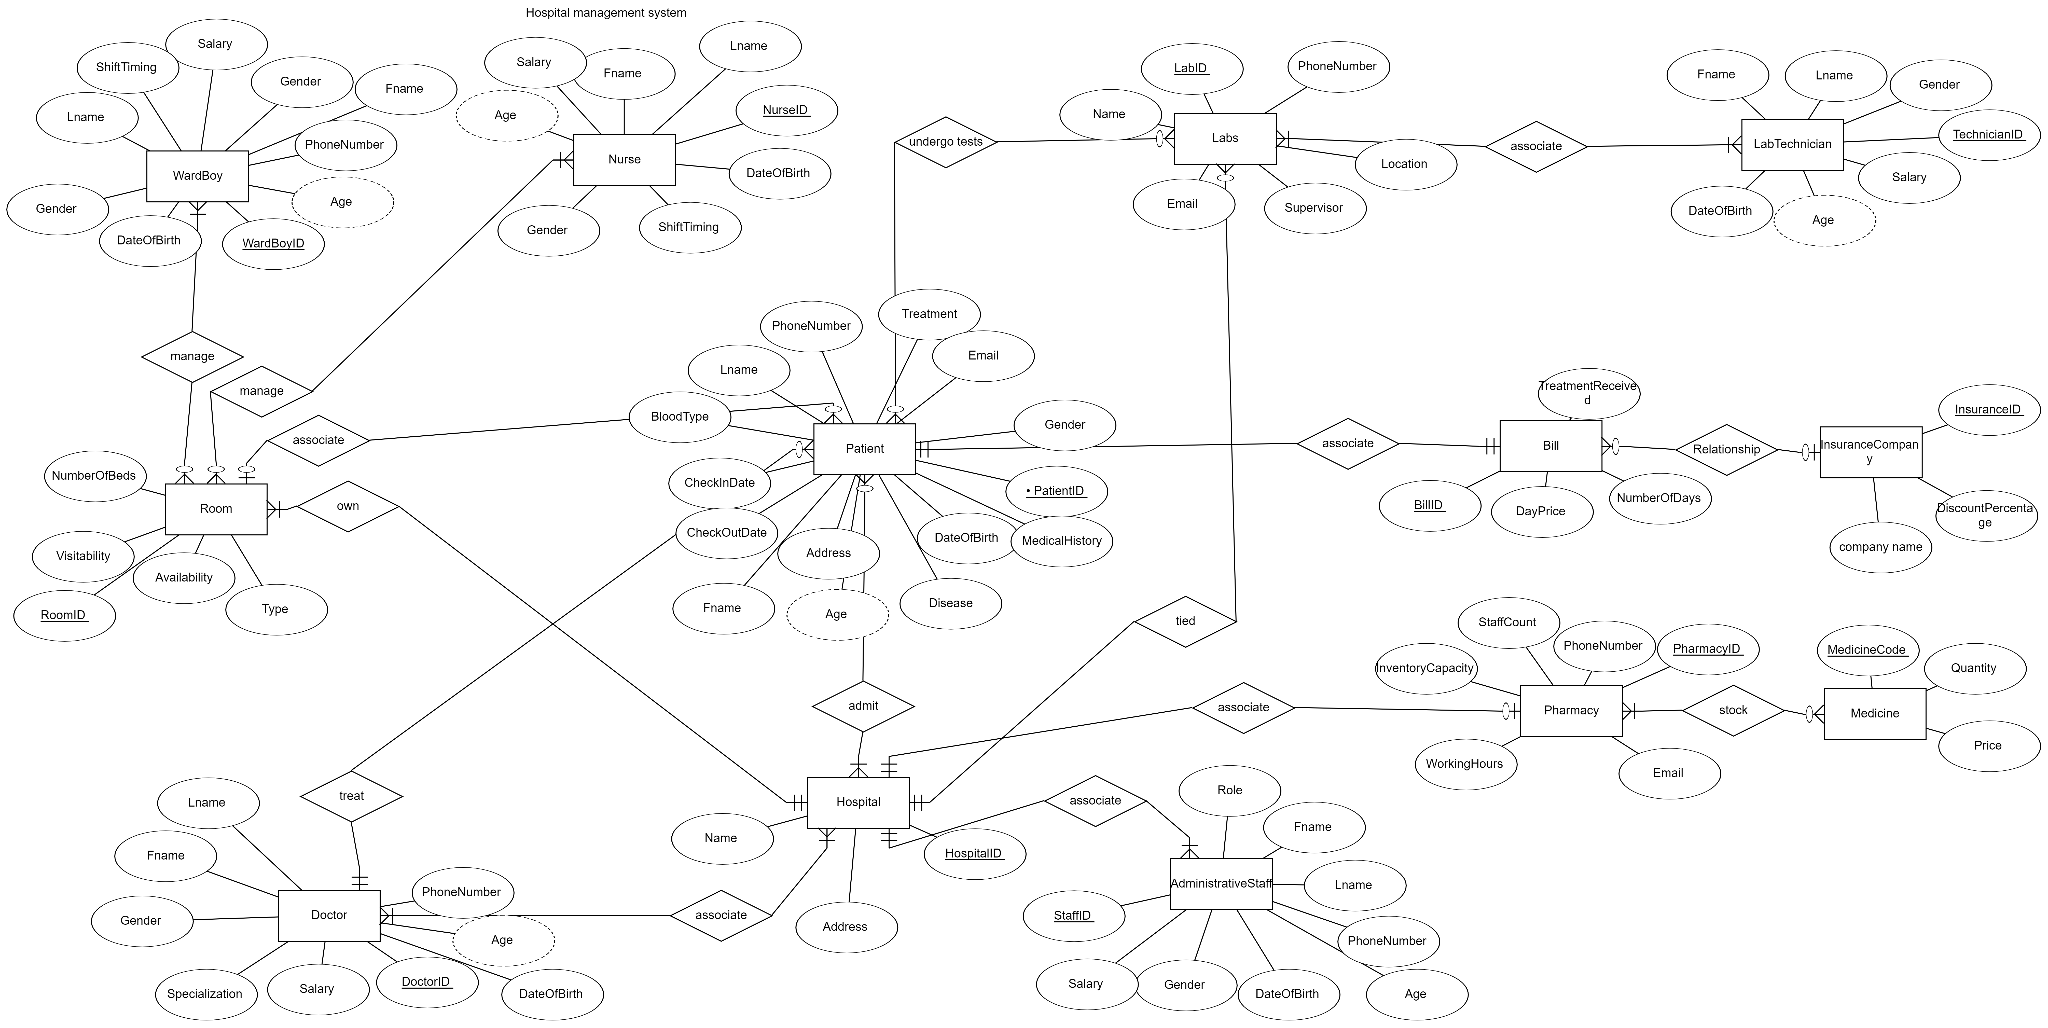 Hospital management system
Salary
ShiftTiming
Gender
Fname
Lname
PhoneNumber
WardBoy
Age
Gender
DateOfBirth
WardBoyID
Salary
Fname
Lname
Age
NurseID
Nurse
DateOfBirth
Gender
ShiftTiming
undergo tests
LabID
PhoneNumber
Name
Labs
Location
Email
Supervisor
associate
Fname
Lname
Gender
TechnicianID
LabTechnician
Salary
DateOfBirth
Age
manage
manage
associate
NumberOfBeds
Room
own
Visitability
Availability
RoomID
Type
PhoneNumber
Treatment
Email
Lname
BloodType
Gender
Patient
CheckInDate
• PatientID
CheckOutDate
Address
DateOfBirth
MedicalHistory
Fname
Age
Disease
associate
TreatmentReceive
d
Bill
BillID
DayPrice
NumberOfDays
Relationship
InsuranceID
InsuranceCompan
y
DiscountPercenta
ge
company name
tied
admit
associate
StaffCount
PhoneNumber
PharmacyID
InventoryCapacity
Pharmacy
WorkingHours
Email
stock
MedicineCode
Quantity
Medicine
Price
treat
Lname
Fname
PhoneNumber
Gender
Doctor
Age
Specialization
Salary
DoctorID
DateOfBirth
associate
Hospital
Name
HospitalID
Address
associate
Role
Fname
AdministrativeStaff
Lname
StaffID
PhoneNumber
Salary
Gender
DateOfBirth
Age